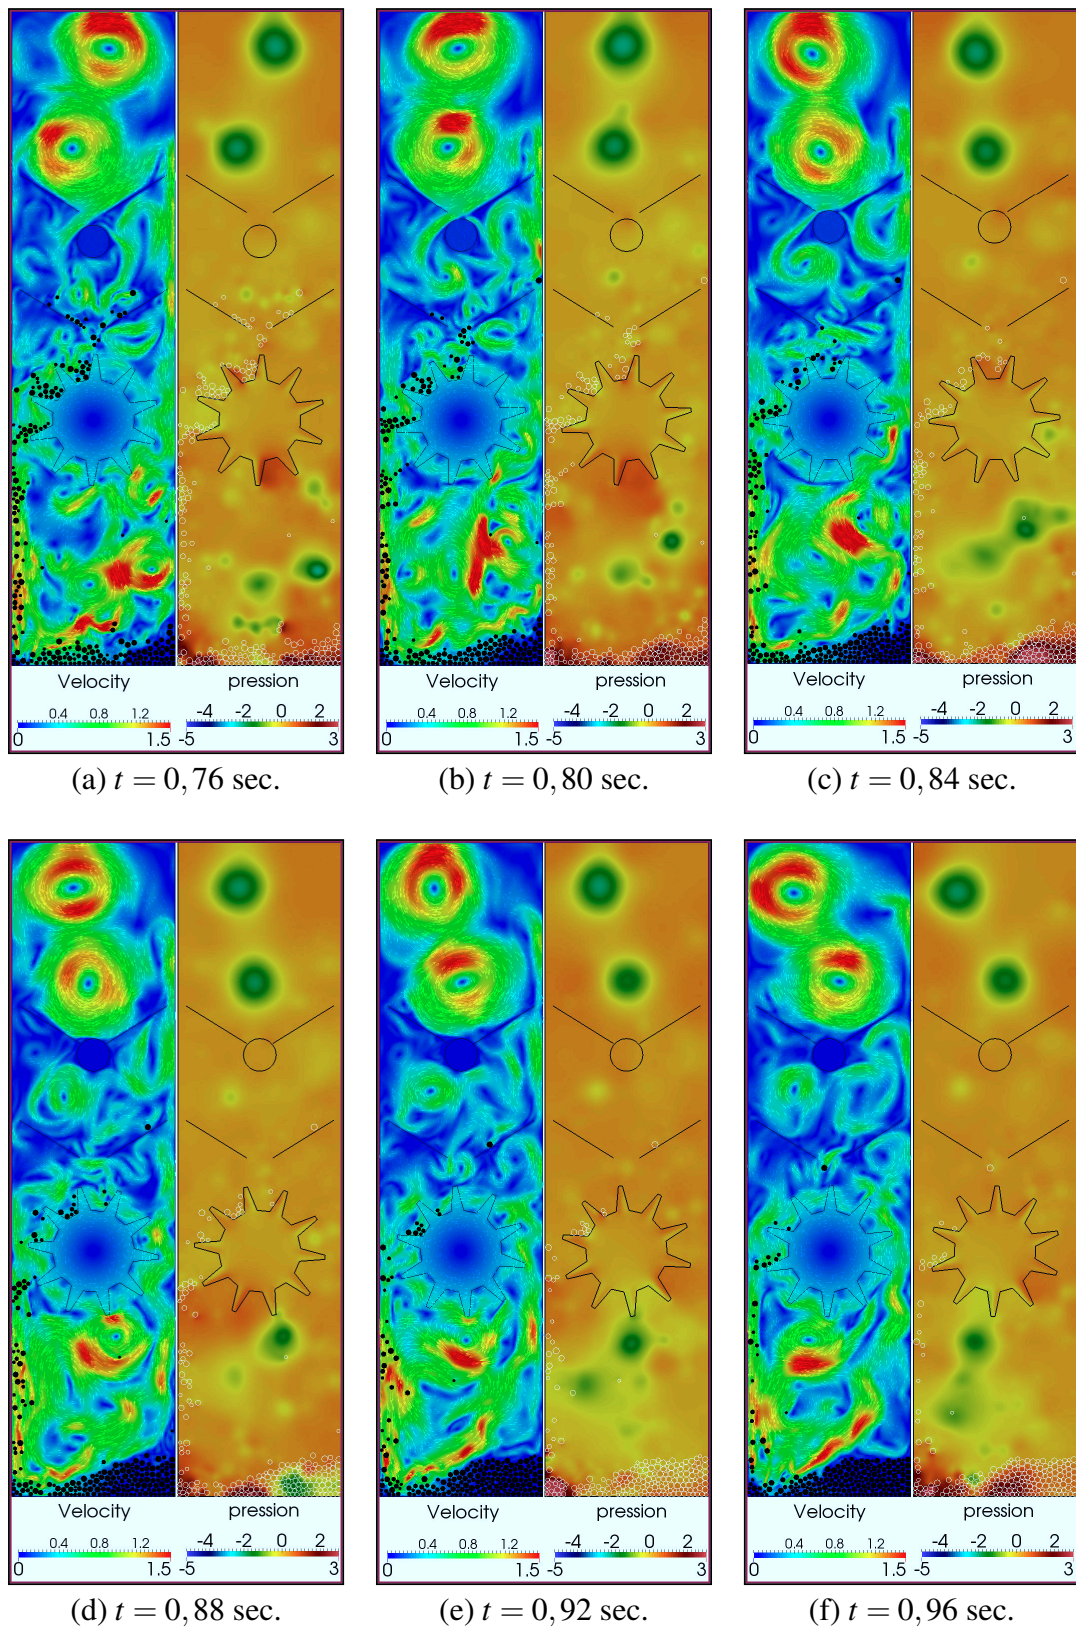 Velocity pression Velocity pression Velocity pression
0.4 0.8 1.2 -4 -2 0 2 0.4 0.8 1.2 -4 -2 0 2 0.4 0.8 1.2 -4 -2 0 2
0 1.5 -5 3 0 1.5 -5 3 0 1.5 -5 3
(a) t = 0,76 sec. (b) t = 0,80 sec. (c) t = 0,84 sec.
Velocity pression Velocity pression Velocity pression
0.4 0.8 1.2 -4 -2 0 2 0.4 0.8 1.2 -4 -2 0 2 0.4 0.8 1.2 -4 -2 0 2
0 1.5 -5 3 0 1.5 -5 3 0 1.5 -5 3
(d) t = 0,88 sec. (e) t = 0,92 sec. (f) t = 0,96 sec.